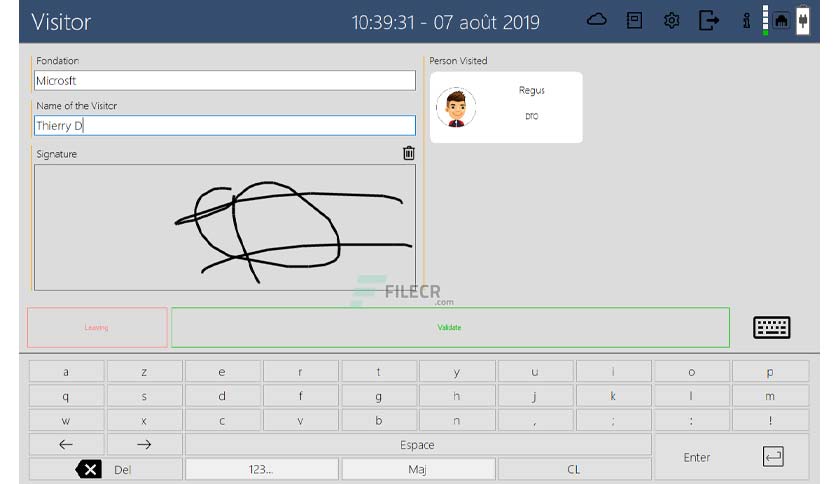 Visitor
10:39:31 - 07 août 2019
Fondation
Microsft
Name of the Visitor
Thierry D
Signature
Person Visited
Regus
DTO
FILECR
.com
Leaving
Validate
a z e r t y u i o p
q s d f g h j k l m
w x c v b n , ; : !
← → Espace
Enter
Del 123... Maj CL